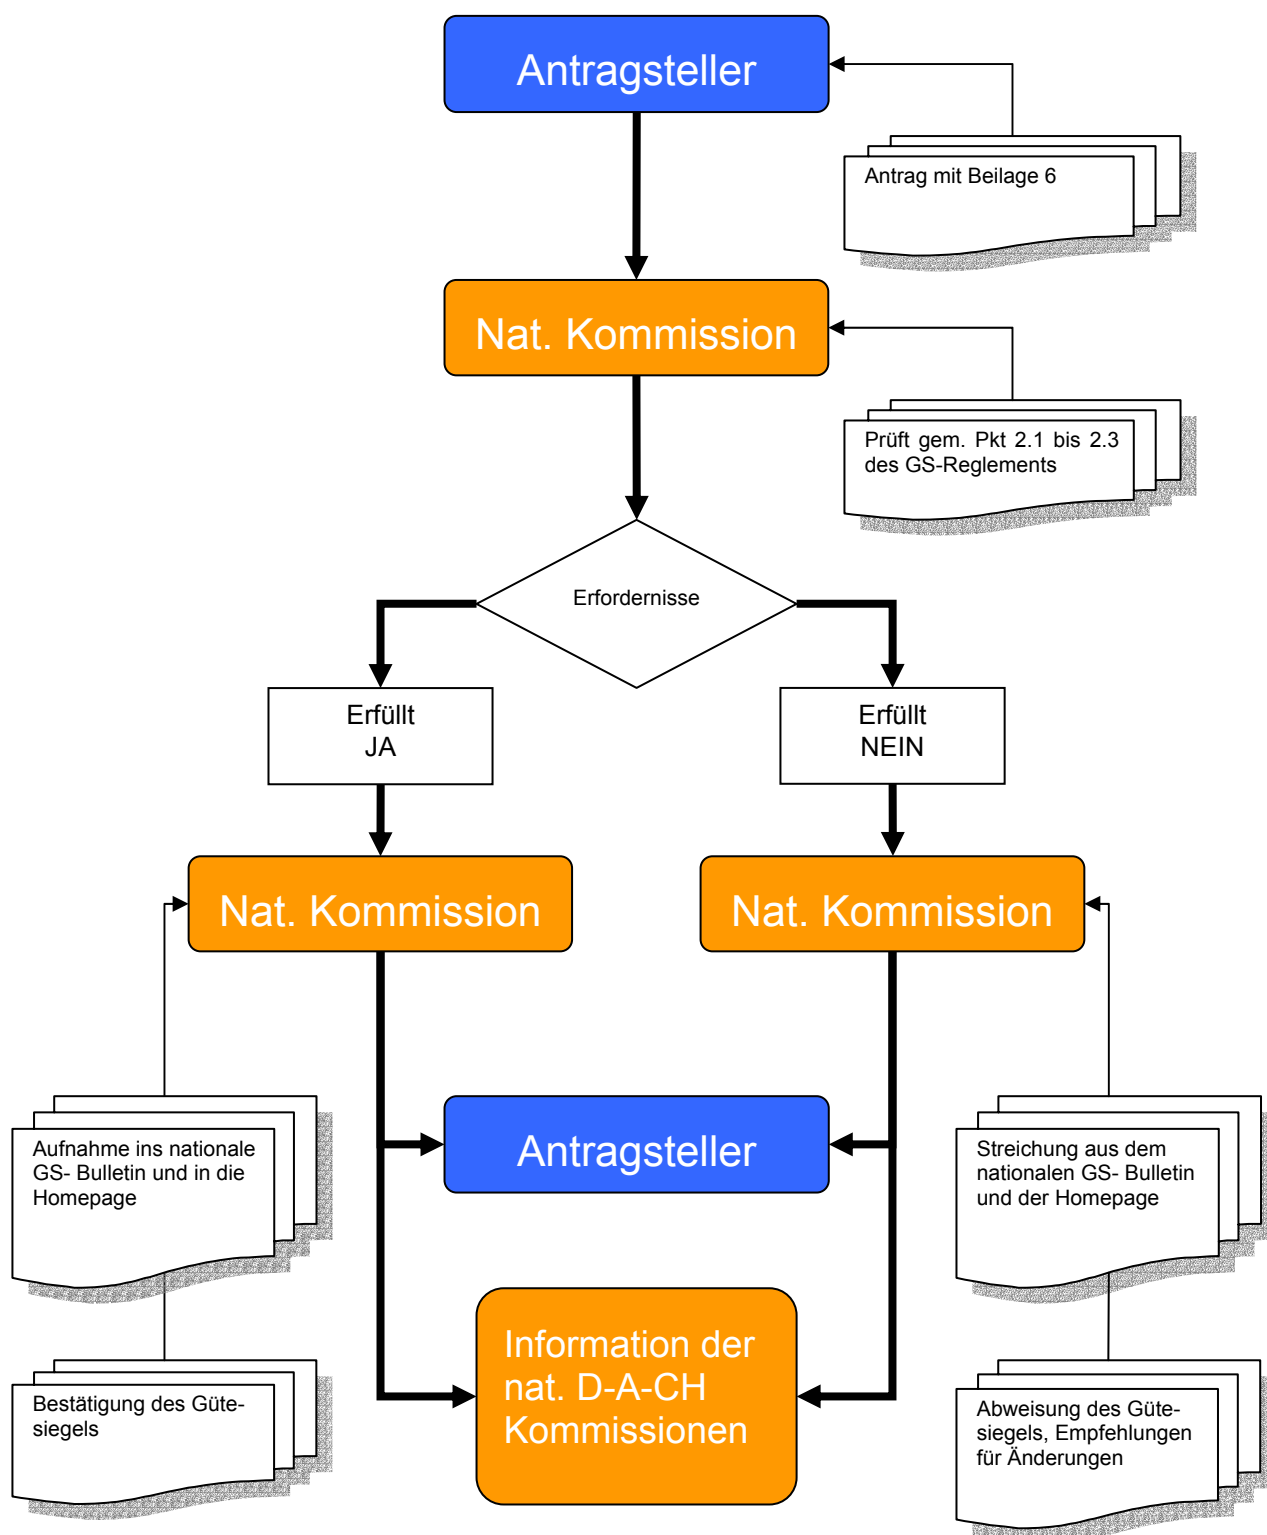 Antragsteller
Antrag mit Beilage 6
Nat. Kommission
Prüft gem. Pkt 2.1 bis 2.3
des GS-Reglements
Erfordernisse
Erfüllt
JA
Erfüllt
NEIN
Nat. Kommission
Nat. Kommission
Aufnahme ins nationale
GS- Bulletin und in die
Homepage
Antragsteller
Streichung aus dem
nationalen GS- Bulletin
und der Homepage
Information der
nat. D-A-CH
Kommissionen
Bestätigung des Güte-
siegels
Abweisung des Güte-
siegels, Empfehlungen
für Änderungen